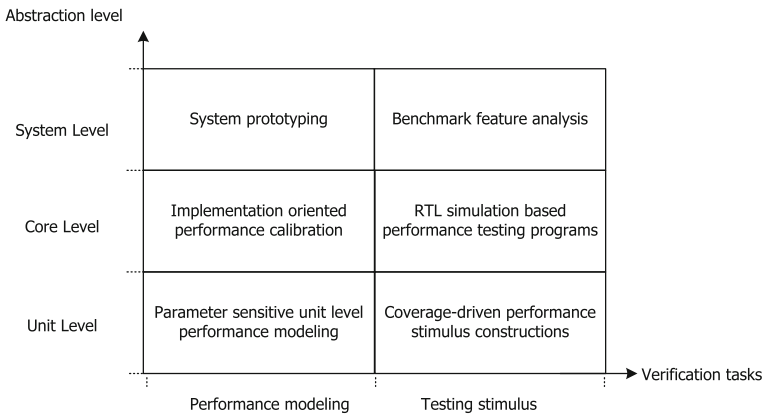 Abstraction level
System Level
System prototyping
Benchmark feature analysis
Core Level
Implementation oriented
performance calibration
RTL simulation based
performance testing programs
Unit Level
Parameter sensitive unit level
performance modeling
Coverage-driven performance
stimulus constructions
Verification tasks
Performance modeling
Testing stimulus